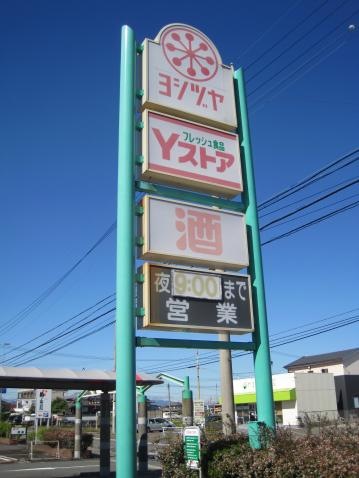 ヨシヅヤ
フレッシュ食品
Yストア
酒
夜9:00まで
営業